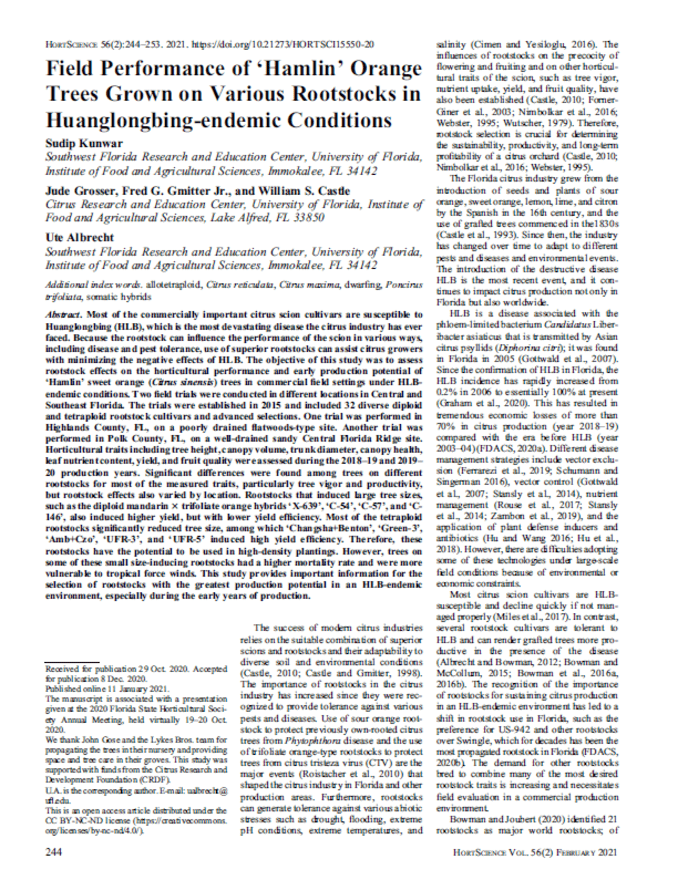 HORTSCIENCE 56(2):244–253. 2021. https://doi.org/10.21273/HORTSCI15550-20
Field Performance of ‘Hamlin’ Orange
Trees Grown on Various Rootstocks in
Huanglongbing-endemic Conditions
Sudip Kunwar
Southwest Florida Research and Education Center, University of Florida,
Institute of Food and Agricultural Sciences, Immokalee, FL 34142
Jude Grosser, Fred G. Gmitter Jr., and William S. Castle
Citrus Research and Education Center, University of Florida, Institute of
Food and Agricultural Sciences, Lake Alfred, FL 33850
Ute Albrecht
Southwest Florida Research and Education Center, University of Florida,
Institute of Food and Agricultural Sciences, Immokalee, FL 34142
Additional index words. allotetraploid, Citrus reticulata, Citrus maxima, dwarfing, Poncirus
trifoliata, somatic hybrids
Abstract. Most of the commercially important citrus scion cultivars are susceptible to
Huanglongbing (HLB), which is the most devastating disease the citrus industry has ever
faced. Because the rootstock can influence the performance of the scion in various ways,
including disease and pest tolerance, use of superior rootstocks can assist citrus growers
with minimizing the negative effects of HLB. The objective of this study was to assess
rootstock effects on the horticultural performance and early production potential of
‘Hamlin’ sweet orange (Citrus sinensis) trees in commercial field settings under HLB-
endemic conditions. Two field trials were conducted in different locations in Central and
Southeast Florida. The trials were established in 2015 and included 32 diverse diploid
and tetraploid rootstock cultivars and advanced selections. One trial was performed in
Highlands County, FL, on a poorly drained flatwoods-type site. Another trial was
performed in Polk County, FL, on a well-drained sandy Central Florida Ridge site.
Horticultural traits including tree height, canopy volume, trunk diameter, canopy health,
leaf nutrient content, yield, and fruit quality were assessed during the 2018–19 and 2019–
20 production years. Significant differences were found among trees on different
rootstocks for most of the measured traits, particularly tree vigor and productivity,
but rootstock effects also varied by location. Rootstocks that induced large tree sizes,
such as the diploid mandarin × trifoliate orange hybrids ‘X-639’, ‘C-54’, ‘C-57’, and ‘C-
146’, also induced higher yield, but with lower yield efficiency. Most of the tetraploid
rootstocks significantly reduced tree size, among which ‘Changsha+Benton’, ‘Green-3’,
‘Amb+Czo’, ‘UFR-3’, and ‘UFR-5’ induced high yield efficiency. Therefore, these
rootstocks have the potential to be used in high-density plantings. However, trees on
some of these small size-inducing rootstocks had a higher mortality rate and were more
vulnerable to tropical force winds. This study provides important information for the
selection of rootstocks with the greatest production potential in an HLB-endemic
environment, especially during the early years of production.
Received for publication 29 Oct. 2020. Accepted
for publication 8 Dec. 2020.
Published online 11 January 2021.
The manuscript is associated with a presentation
given at the 2020 Florida State Horticultural Soci-
ety Annual Meeting, held virtually 19–20 Oct.
2020.
We thank John Gose and the Lykes Bros. team for
propagating the trees in their nursery and providing
space and tree care in their groves. This study was
supported with funds from the Citrus Research and
Development Foundation (CRDF).
U.A. is the corresponding author. E-mail: ualbrecht@
ufl.edu.
This is an open access article distributed under the
CC BY-NC-ND license (https://creativecommons.
org/licenses/by-nc-nd/4.0/).
The success of modern citrus industries
relies on the suitable combination of superior
scions and rootstocks and their adaptability to
diverse soil and environmental conditions
(Castle, 2010; Castle and Gmitter, 1998).
The importance of rootstocks in the citrus
industry has increased since they were rec-
ognized to provide tolerance against various
pests and diseases. Use of sour orange root-
stock to protect previously own-rooted citrus
trees from Phytophthora disease and the use
of trifoliate orange-type rootstocks to protect
trees from citrus tristeza virus (CTV) are the
major events (Roistacher et al., 2010) that
shaped the citrus industry in Florida and other
production areas. Furthermore, rootstocks
can generate tolerance against various abiotic
stresses such as drought, flooding, extreme
pH conditions, extreme temperatures, and
salinity (Cimen and Yesiloglu, 2016). The
influences of rootstocks on the precocity of
flowering and fruiting and on other horticul-
tural traits of the scion, such as tree vigor,
nutrient uptake, yield, and fruit quality, have
also been established (Castle, 2010; Forner-
Giner et al., 2003; Nimbolkar et al., 2016;
Webster, 1995; Wutscher, 1979). Therefore,
rootstock selection is crucial for determining
the sustainability, productivity, and long-term
profitability of a citrus orchard (Castle, 2010;
Nimbolkar et al., 2016; Webster, 1995).
The Florida citrus industry grew from the
introduction of seeds and plants of sour
orange, sweet orange, lemon, lime, and citron
by the Spanish in the 16th century, and the
use of grafted trees commenced in the1830s
(Castle et al., 1993). Since then, the industry
has changed over time to adapt to different
pests and diseases and environmental events.
The introduction of the destructive disease
HLB is the most recent event, and it con-
tinues to impact citrus production not only in
Florida but also worldwide.
HLB is a disease associated with the
phloem-limited bacterium Candidatus Liber-
ibacter asiaticus that is transmitted by Asian
citrus psyllids (Diphorina citri); it was found
in Florida in 2005 (Gottwald et al., 2007).
Since the confirmation of HLB in Florida, the
HLB incidence has rapidly increased from
0.2% in 2006 to essentially 100% at present
(Graham et al., 2020). This has resulted in
tremendous economic losses of more than
70% in citrus production (year 2018–19)
compared with the era before HLB (year
2003–04) (FDACS, 2020a). Different disease
management strategies include vector exclu-
sion (Ferrarezi et al., 2019; Schumann and
Singerman 2016), vector control (Gottwald
et al., 2007; Stansly et al., 2014), nutrient
management (Rouse et al., 2017; Stansly
et al., 2014; Zambon et al., 2019), and the
application of plant defense inducers and
antibiotics (Hu and Wang 2016; Hu et al.,
2018). However, there are difficulties adopting
some of these technologies under large-scale
field conditions because of environmental or
economic constraints.
Most citrus scion cultivars are HLB-
susceptible and decline quickly if not man-
aged properly (Miles et al., 2017). In contrast,
several rootstock cultivars are tolerant to
HLB and can render grafted trees more pro-
ductive in the presence of the disease
(Albrecht and Bowman, 2012; Bowman and
McCollum, 2015; Bowman et al., 2016a,
2016b). The recognition of the importance
of rootstocks for sustaining citrus production
in an HLB-endemic environment has led to a
shift in rootstock use in Florida, such as the
preference for US-942 and other rootstocks
over Swingle, which for decades has been the
most propagated rootstock in Florida (FDACS,
2020b). The demand for other rootstocks
bred to combine many of the most desired
rootstock traits is increasing and necessitates
field evaluation in a commercial production
environment.
Bowman and Joubert (2020) identified 21
rootstocks as major world rootstocks; of
244
HORTSCIENCE VOL. 56(2) FEBRUARY 2021